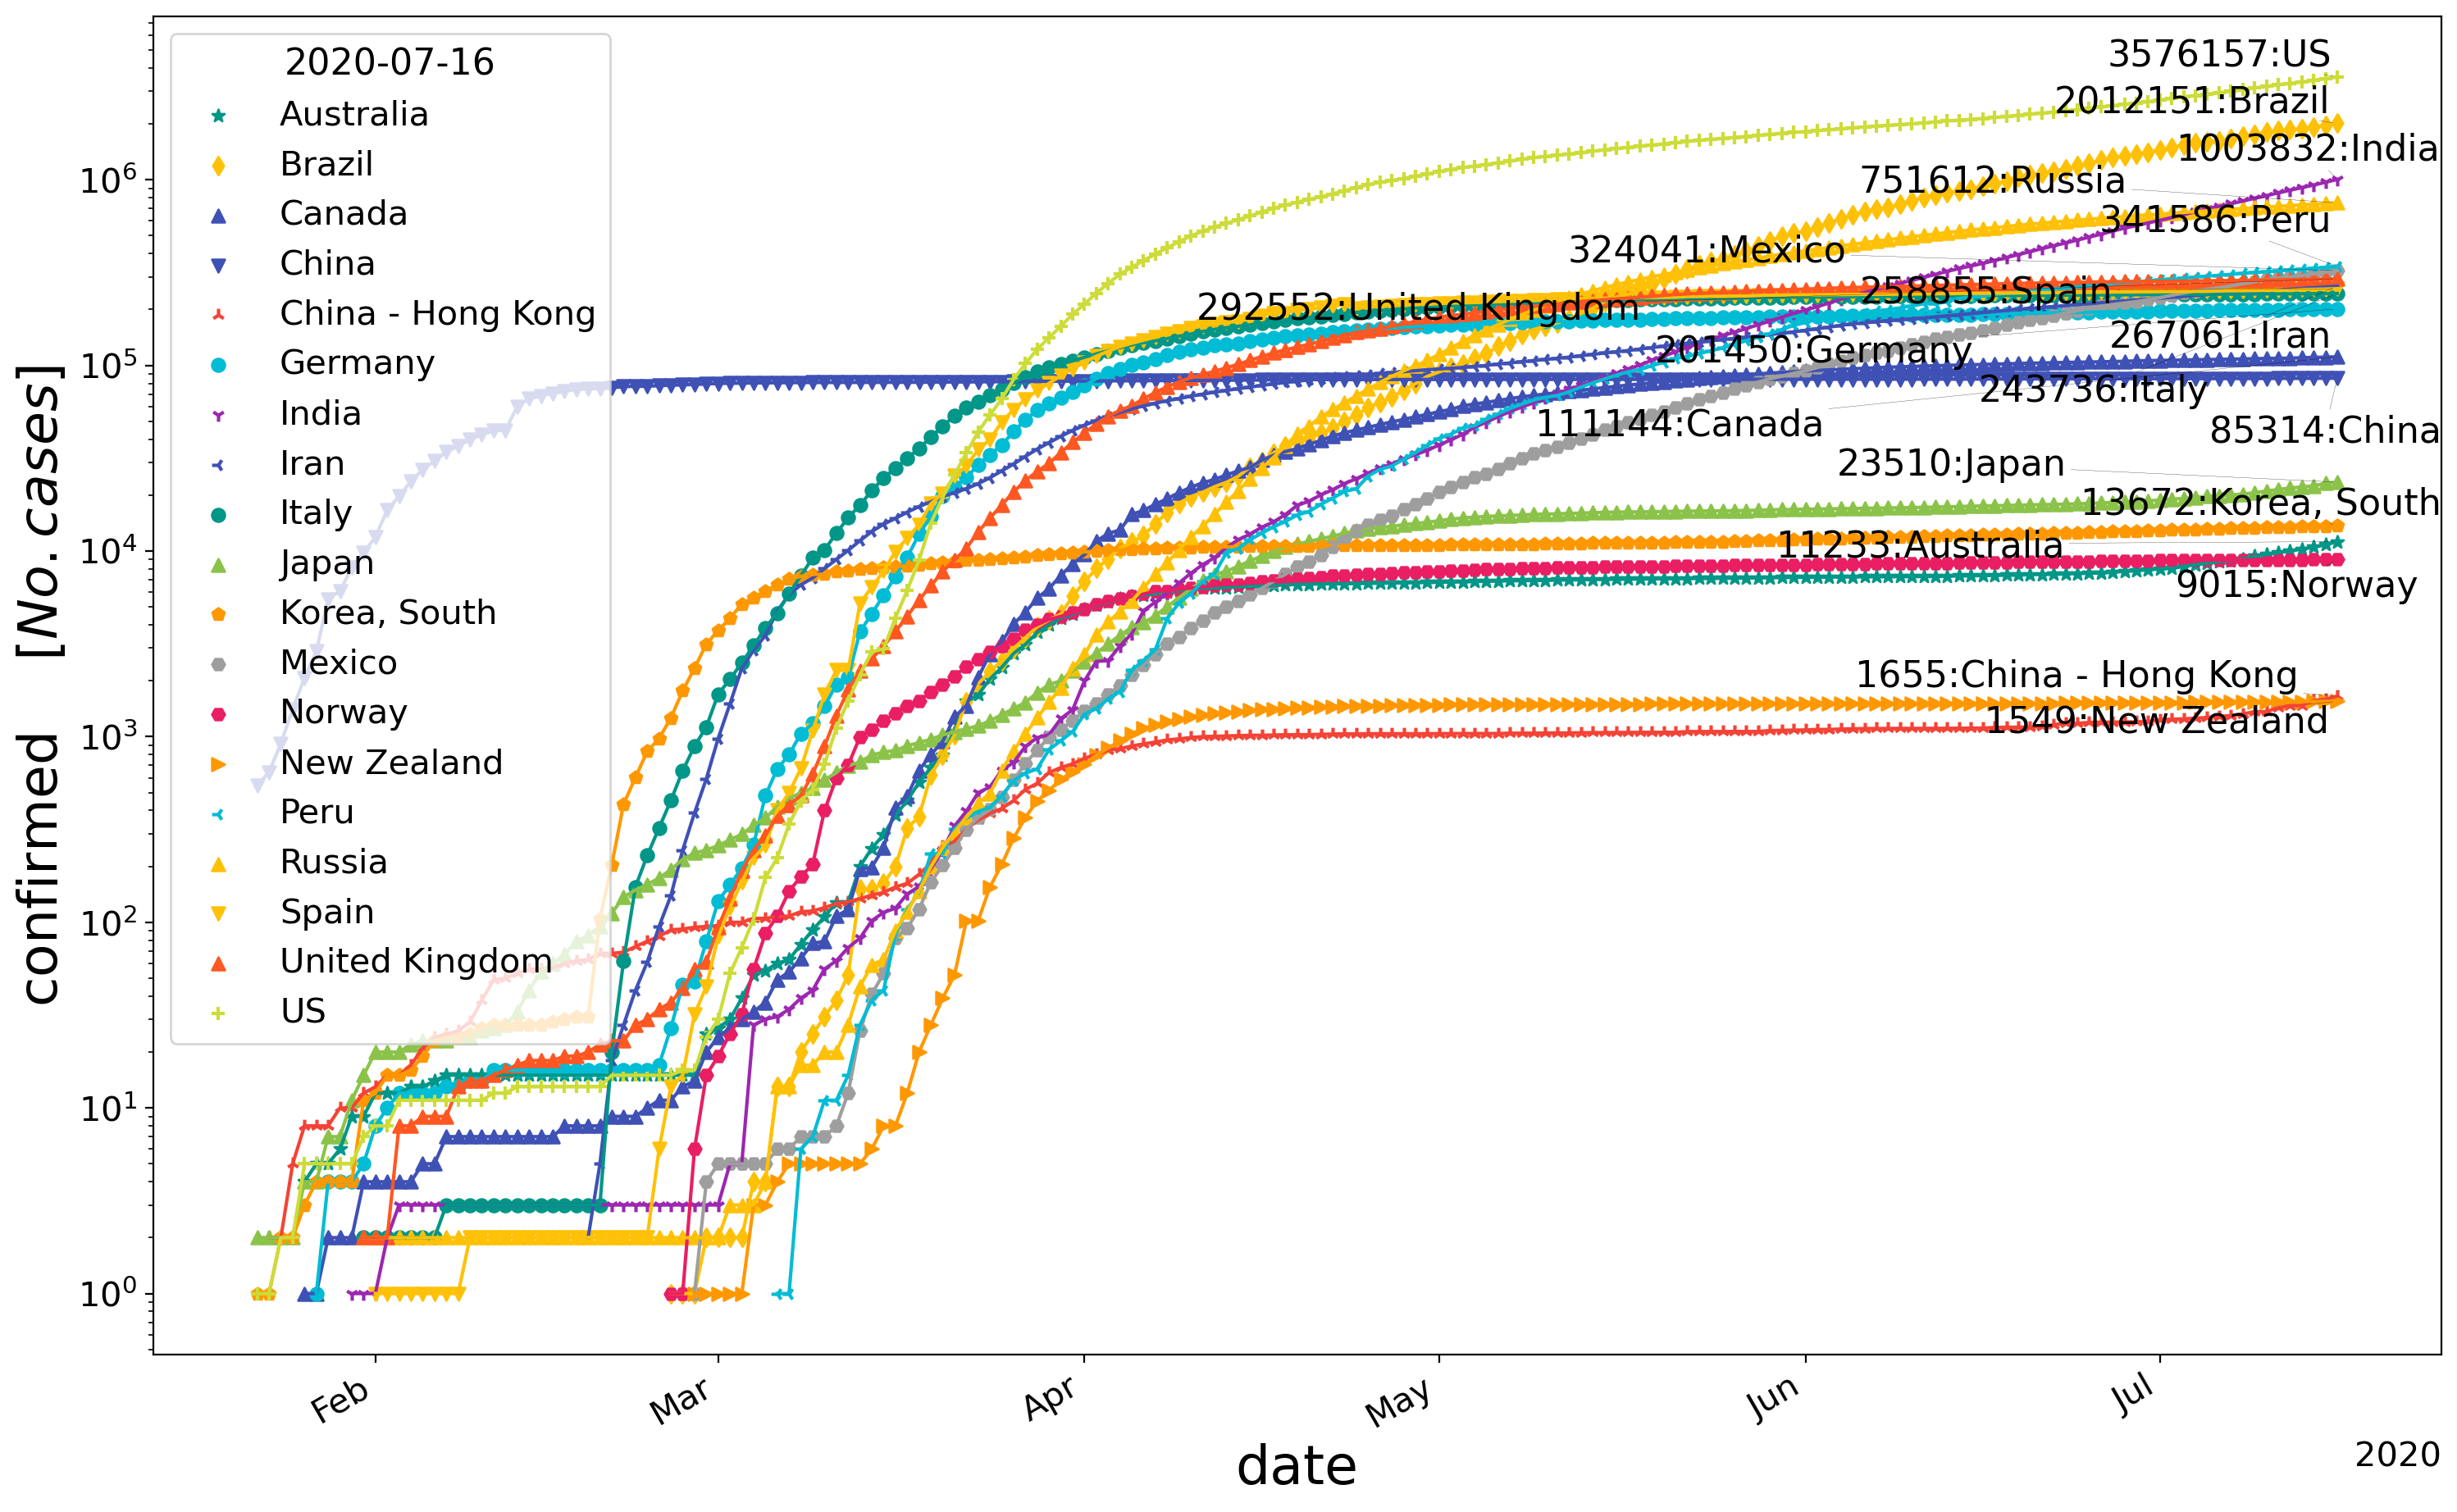 2020-07-16
Australia
Brazil
Canada
China
China - Hong Kong
Germany
India
Iran
Italy
Japan
Korea, South
Mexico
Norway
New Zealand
Peru
Russia
Spain
United Kingdom
US
3576157:US
2012151:Brazil
1003832:India
751612:Russia
341586:Peru
324041:Mexico
258855:Spain
292552:United Kingdom
267061:Iran
201450:Germany
243736:Italy
111144:Canada
85314:China
23510:Japan
13672:Korea, South
11233:Australia
9015:Norway
1655:China - Hong Kong
1549:New Zealand
10⁶
10⁵
10⁴
10³
10²
10¹
10⁰
confirmed [No.cases]
Feb
Mar
Apr
May
Jun
Jul
2020
date